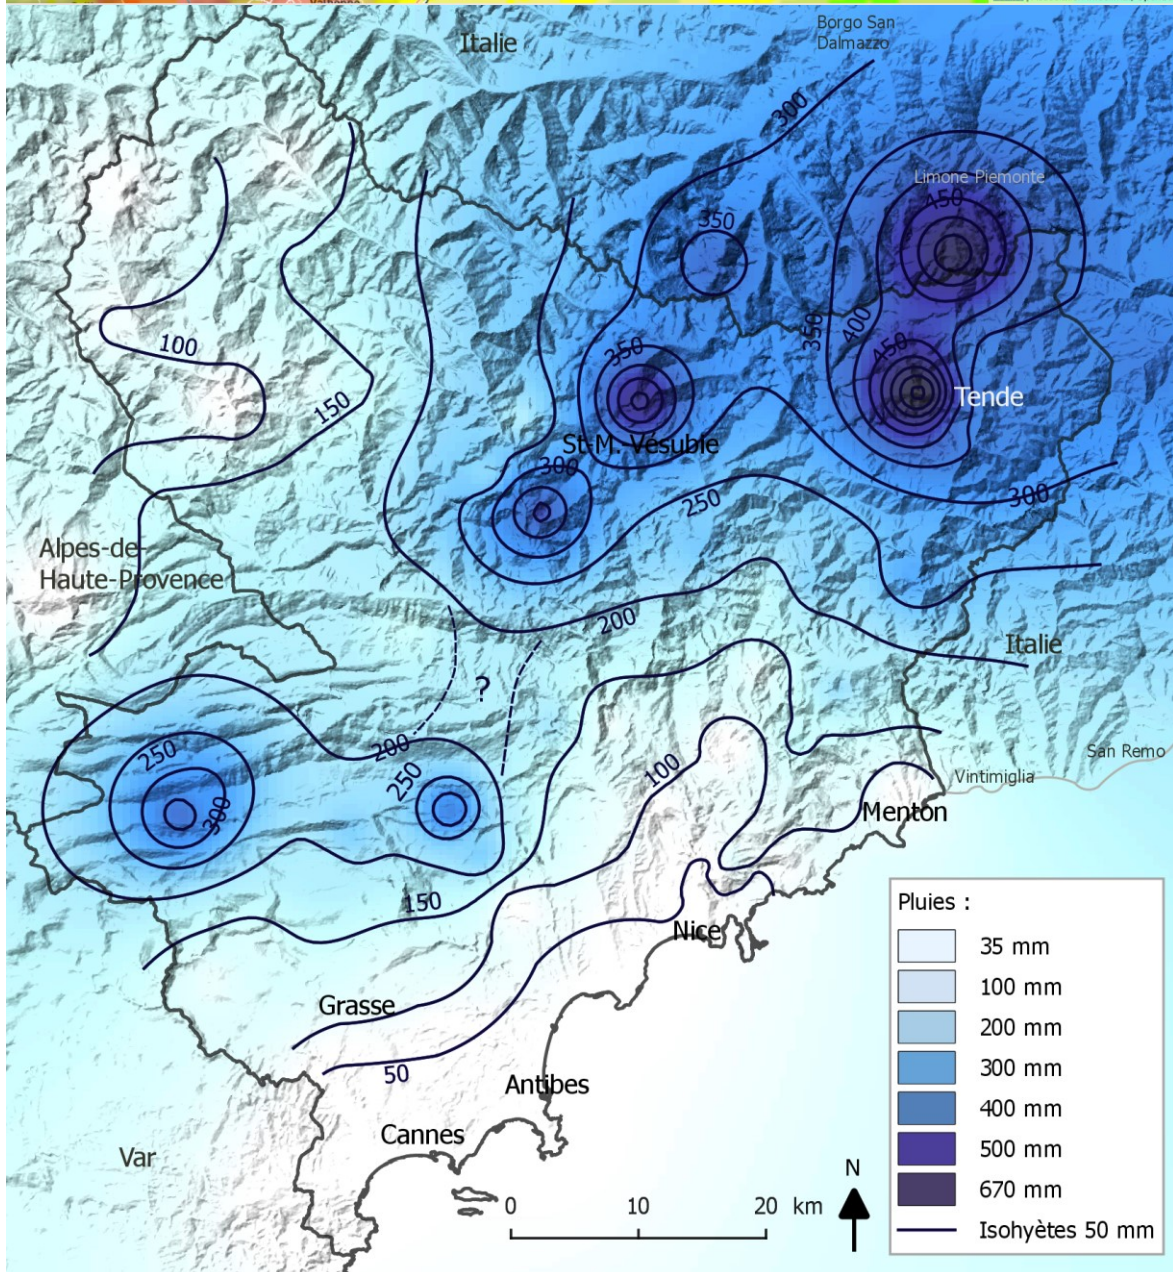 Italie
Borgo San
Dalmazzo
300
Limone Piemonte
450
350
100
150
350
350
400
450
Tende
St-M. Vésubie
300
250
300
Alpes-de-
Haute-Provence
200
Italie
?
200
250
250
300
100
San Remo
Vintimiglia
Menton
150
Nice
Grasse
50
Antibes
Cannes
Var
Pluies :
35 mm
100 mm
200 mm
300 mm
400 mm
500 mm
670 mm
Isohyètes 50 mm
N
0 10 20 km